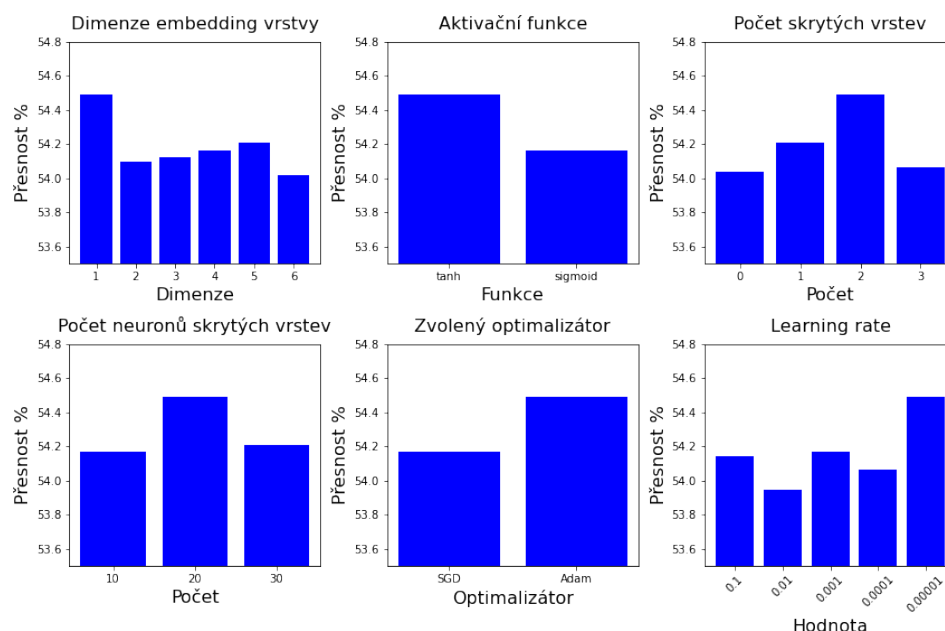 Dimenze embedding vrstvy
Přesnost %
54.8
54.6
54.4
54.2
54.0
53.8
53.6
1 2 3 4 5 6
Dimenze
Aktivační funkce
Přesnost %
54.8
54.6
54.4
54.2
54.0
53.8
53.6
tanh sigmoid
Funkce
Počet skrytých vrstev
Přesnost %
54.8
54.6
54.4
54.2
54.0
53.8
53.6
0 1 2 3
Počet
Počet neuronů skrytých vrstev
Přesnost %
54.8
54.6
54.4
54.2
54.0
53.8
53.6
10 20 30
Počet
Zvolený optimalizátor
Přesnost %
54.8
54.6
54.4
54.2
54.0
53.8
53.6
SGD Adam
Optimalizátor
Learning rate
Přesnost %
54.8
54.6
54.4
54.2
54.0
53.8
53.6
0.1 0.01 0.001 0.0001 0.00001
Hodnota